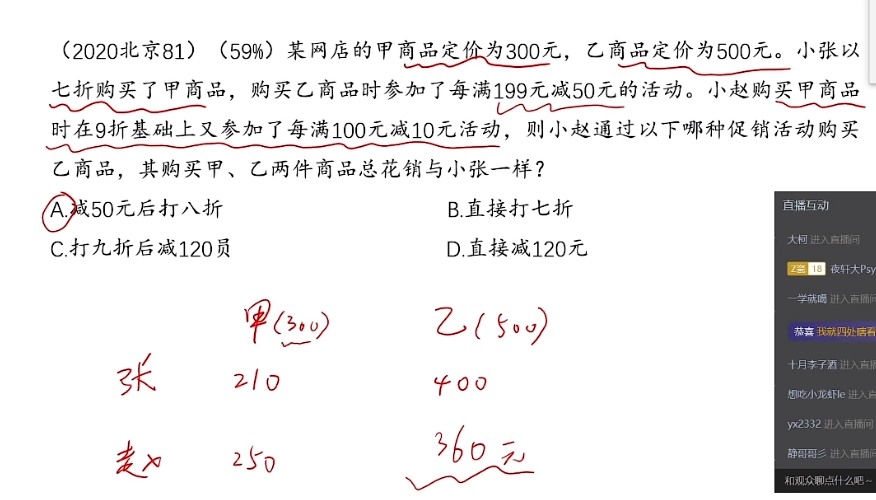 （2020北京81）（59%）某网店的甲商品定价为300元，乙商品定价为500元。小张以
七折购买了甲商品，购买乙商品时参加了每满199元减50元的活动。小赵购买甲商品
时在9折基础上又参加了每满100元减10元活动，则小赵通过以下哪种促销活动购买
乙商品，其购买甲、乙两件商品总花销与小张一样？
A.减50元后打八折
B.直接打七折
C.打九折后减120员
D.直接减120元
甲(300)
乙(500)
张 210 400
赵 250 360元
直播互动
大柯 进入直播间
18 夜轩大Psy
一学就喝 进入直播间
恭喜 我就四处瞎看
十月李子酒 进入直播
想吃小龙虾le 进入直
yx2332 进入直播间
静哥哥彡 进入直播间
和观众聊点什么吧~